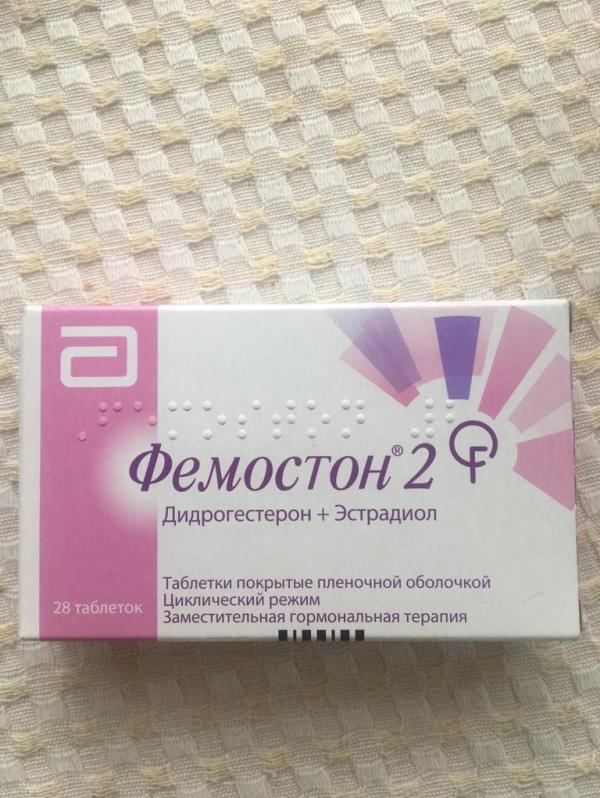 Фемостон® 2
Дидрогестерон + Эстрадиол
28 таблеток
Таблетки покрытые пленочной оболочкой
Циклический режим
Заместительная гормональная терапия